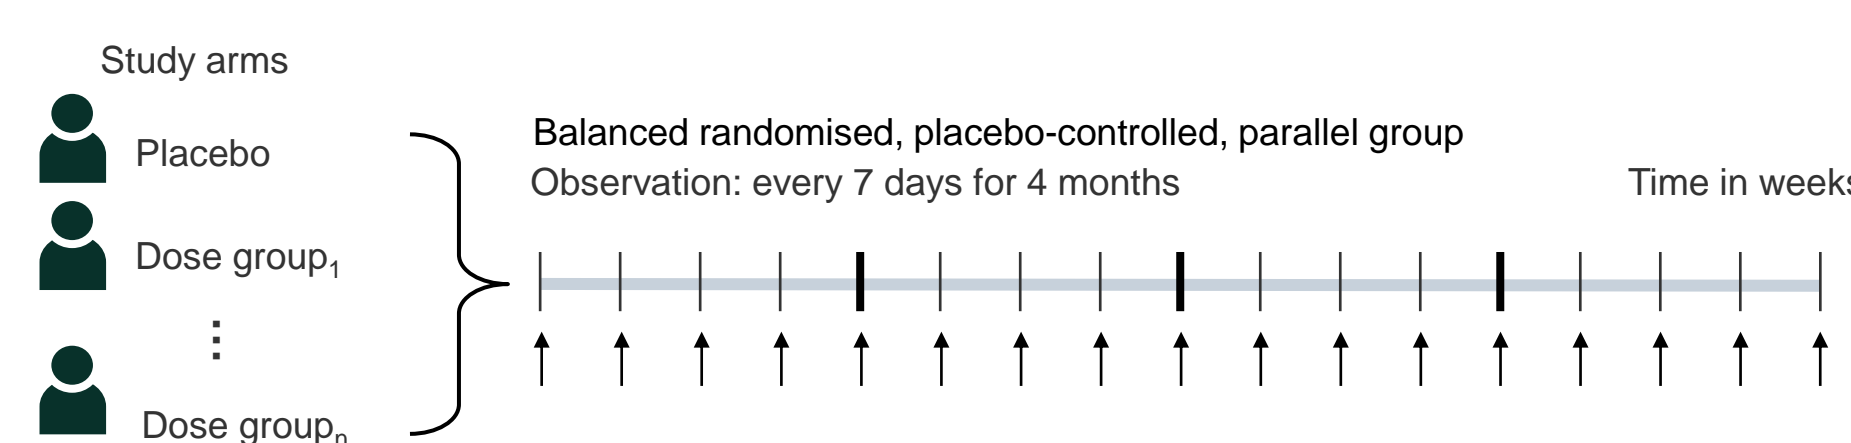 Study arms
Placebo
Dose group₁
⋮
Dose groupₙ
Balanced randomised, placebo-controlled, parallel group
Observation: every 7 days for 4 months
Time in weeks